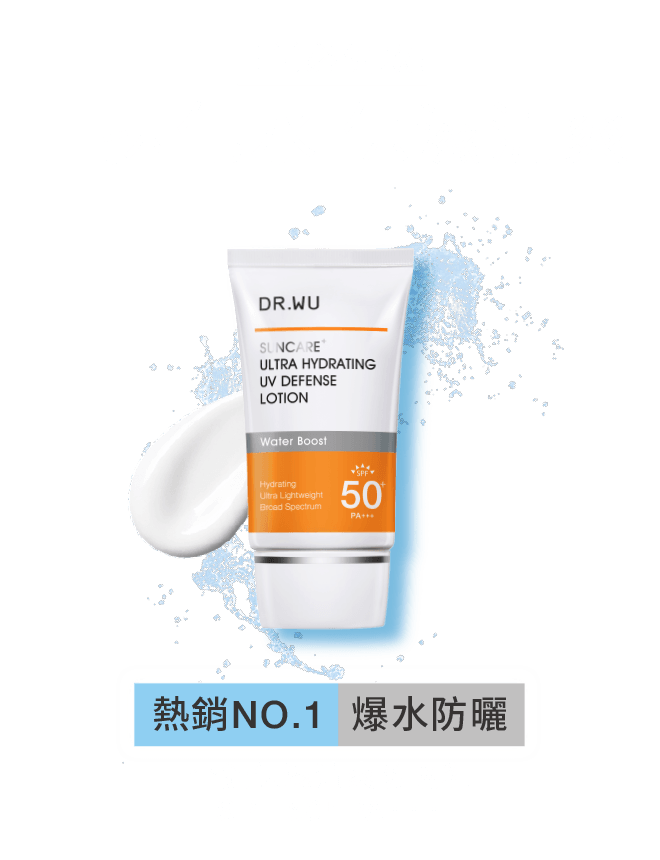 DR.WU
SUNCARE+
ULTRA HYDRATING
UV DEFENSE
LOTION
Water Boost
Hydrating
Ultra Lightweight
Broad Spectrum
SPF
50+
PA+++
熱銷NO.1 爆水防曬